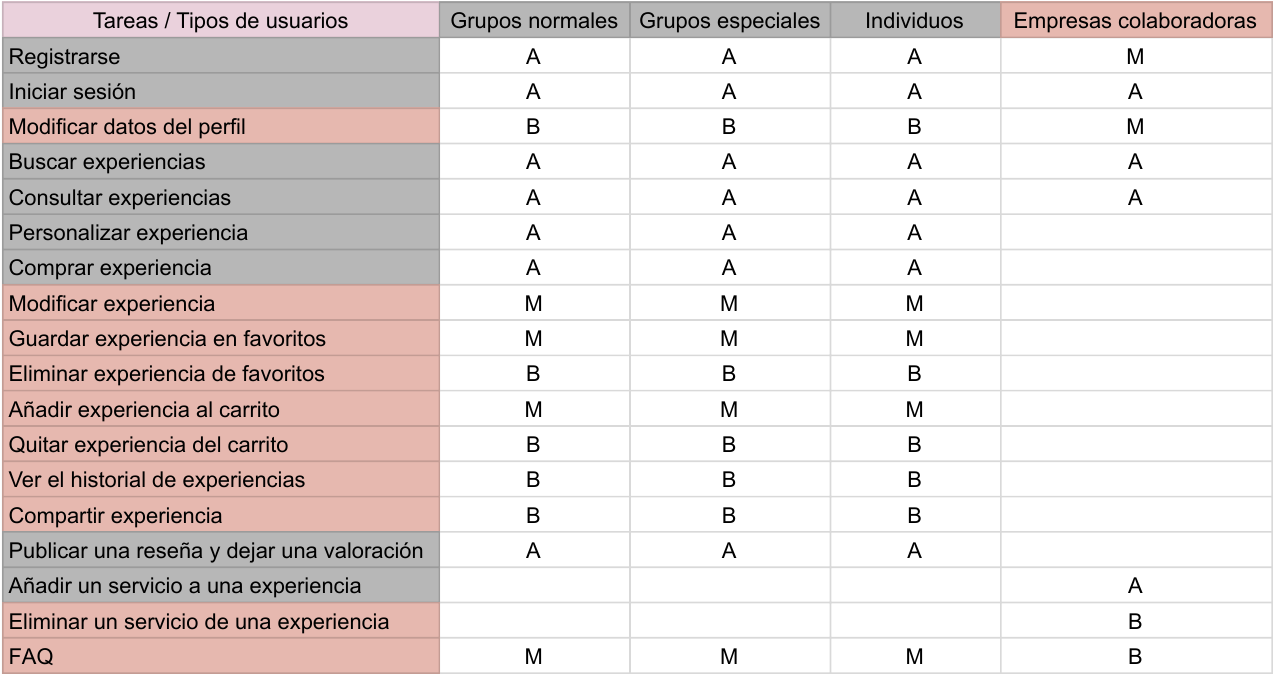 Tareas / Tipos de usuarios Grupos normales Grupos especiales Individuos Empresas colaboradoras
Registrarse A A A M
Iniciar sesión A A A A
Modificar datos del perfil B B B M
Buscar experiencias A A A A
Consultar experiencias A A A A
Personalizar experiencia A A A
Comprar experiencia A A A
Modificar experiencia M M M
Guardar experiencia en favoritos M M M
Eliminar experiencia de favoritos B B B
Añadir experiencia al carrito M M M
Quitar experiencia del carrito B B B
Ver el historial de experiencias B B B
Compartir experiencia B B B
Publicar una reseña y dejar una valoración A A A
Añadir un servicio a una experiencia A
Eliminar un servicio de una experiencia B
FAQ M M M B